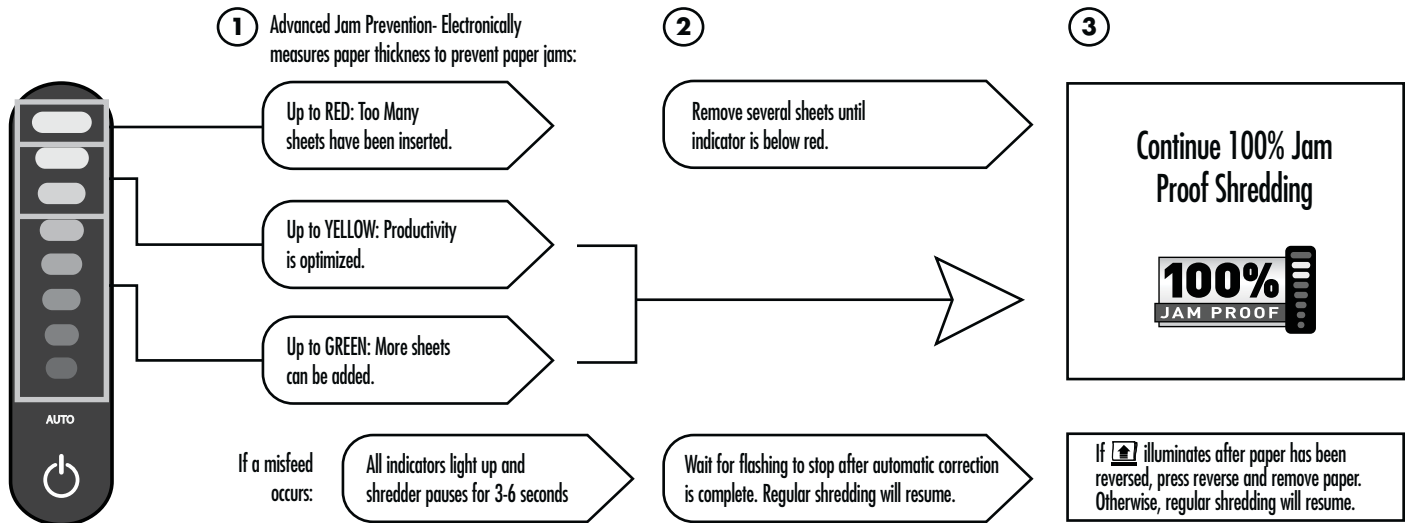 1
Advanced Jam Prevention- Electronically
measures paper thickness to prevent paper jams:
Up to RED: Too Many
sheets have been inserted.
Up to YELLOW: Productivity
is optimized.
Up to GREEN: More sheets
can be added.
2
Remove several sheets until
indicator is below red.
3
Continue 100% Jam
Proof Shredding
100%
JAM PROOF
AUTO
If a misfeed
occurs:
All indicators light up and
shredder pauses for 3-6 seconds
Wait for flashing to stop after automatic correction
is complete. Regular shredding will resume.
If illuminates after paper has been
reversed, press reverse and remove paper.
Otherwise, regular shredding will resume.